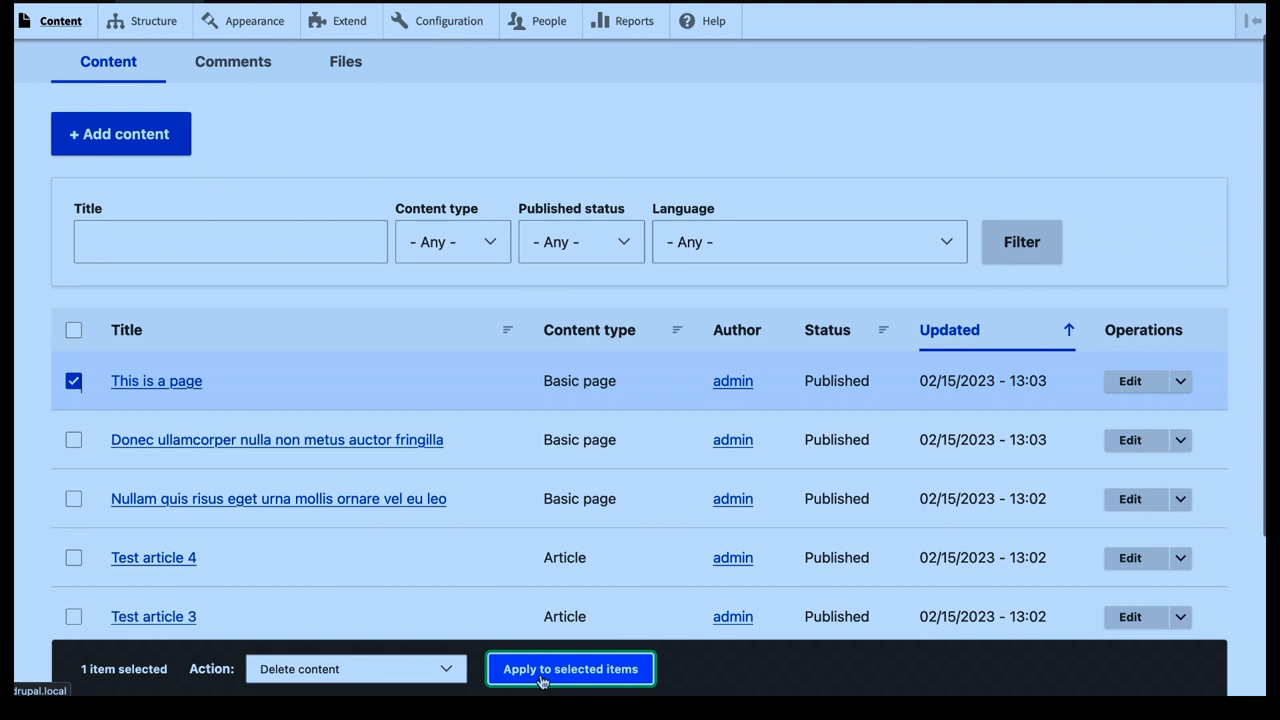 Content Structure Appearance Extend Configuration People Reports Help
Content Comments Files
+ Add content
Title Content type Published status Language
- Any - - Any - - Any - Filter
Title Content type Author Status Updated Operations
This is a page Basic page admin Published 02/15/2023 - 13:03 Edit
Donec ullamcorper nulla non metus auctor fringilla Basic page admin Published 02/15/2023 - 13:03 Edit
Nullam quis risus eget urna mollis ornare vel eu leo Basic page admin Published 02/15/2023 - 13:02 Edit
Test article 4 Article admin Published 02/15/2023 - 13:02 Edit
Test article 3 Article admin Published 02/15/2023 - 13:02 Edit
1 item selected Action: Delete content Apply to selected items
drupal.local